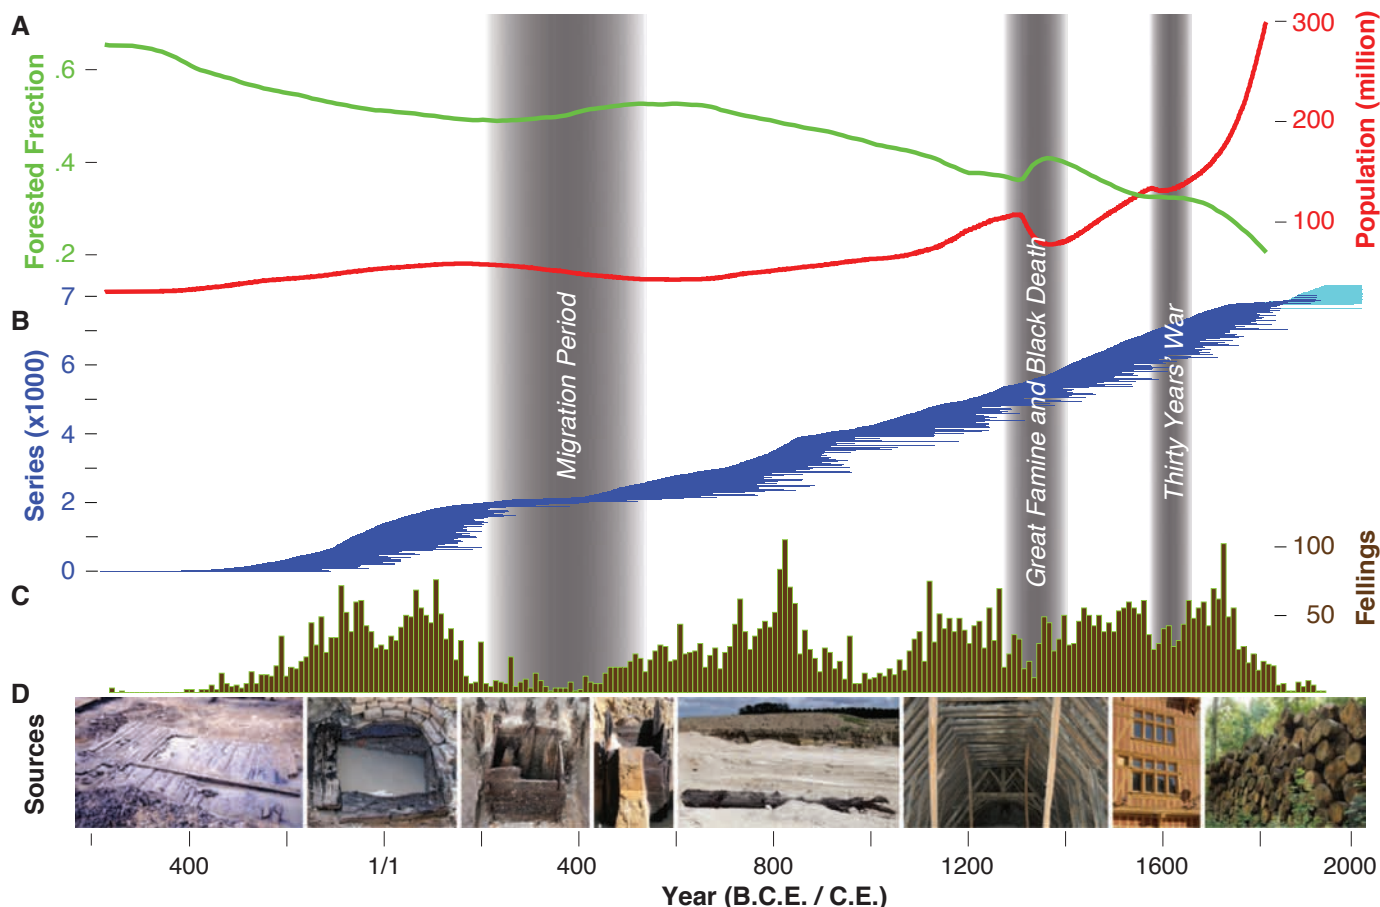 A
Forested Fraction
.6
.4
.2
300
200
100
Population (million)
B
Series (x1000)
7
6
4
2
0
Migration Period
Great Famine and Black Death
Thirty Years' War
C
100
50
Fellings
D
Sources
400
1/1
400
800
1200
1600
2000
Year (B.C.E. / C.E.)